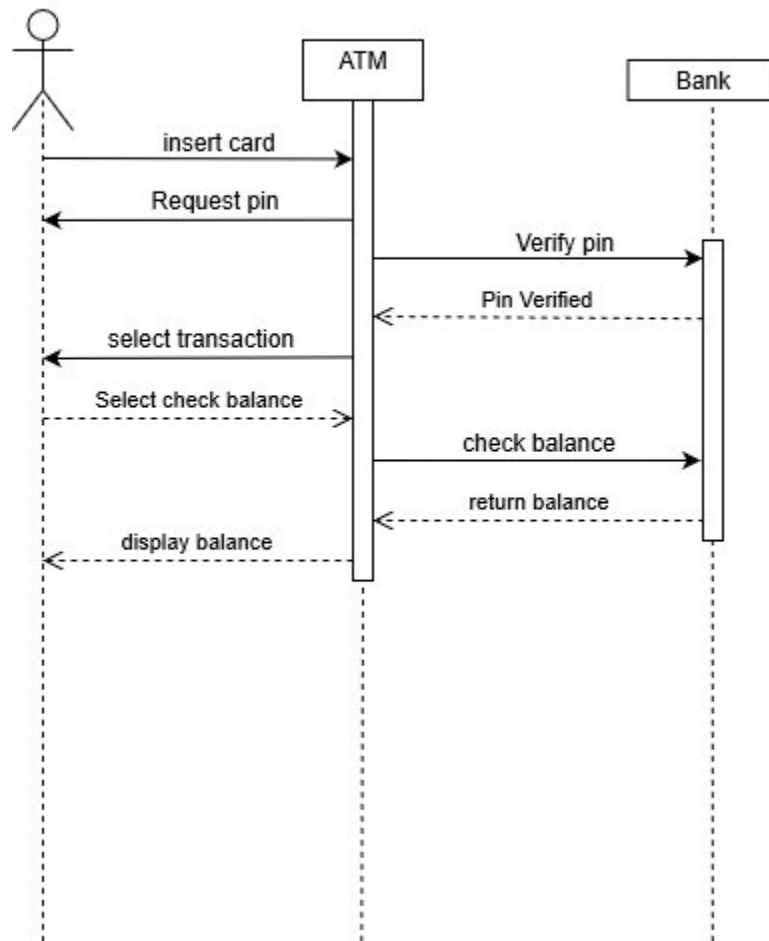 ATM
Bank
insert card
Request pin
Verify pin
Pin Verified
select transaction
Select check balance
check balance
return balance
display balance